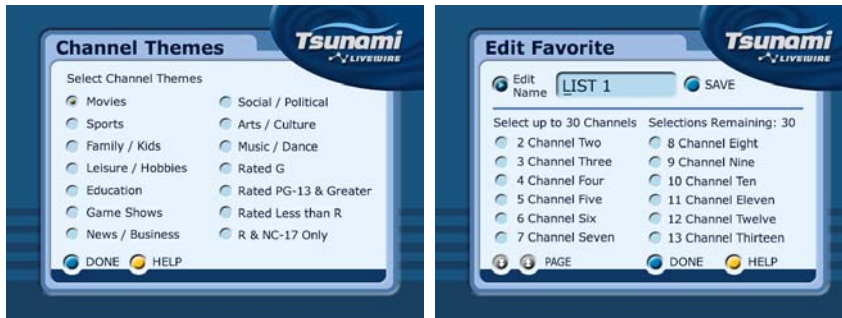 Channel Themes
Tsunami
LIVEWIRE
Select Channel Themes
Movies
Sports
Family / Kids
Leisure / Hobbies
Education
Game Shows
News / Business
Social / Political
Arts / Culture
Music / Dance
Rated G
Rated PG-13 & Greater
Rated Less than R
R & NC-17 Only
DONE
HELP
Edit Favorite
Tsunami
LIVEWIRE
Edit
Name
LIST 1
SAVE
Select up to 30 Channels
Selections Remaining: 30
2 Channel Two
3 Channel Three
4 Channel Four
5 Channel Five
6 Channel Six
7 Channel Seven
8 Channel Eight
9 Channel Nine
10 Channel Ten
11 Channel Eleven
12 Channel Twelve
13 Channel Thirteen
PAGE
DONE
HELP